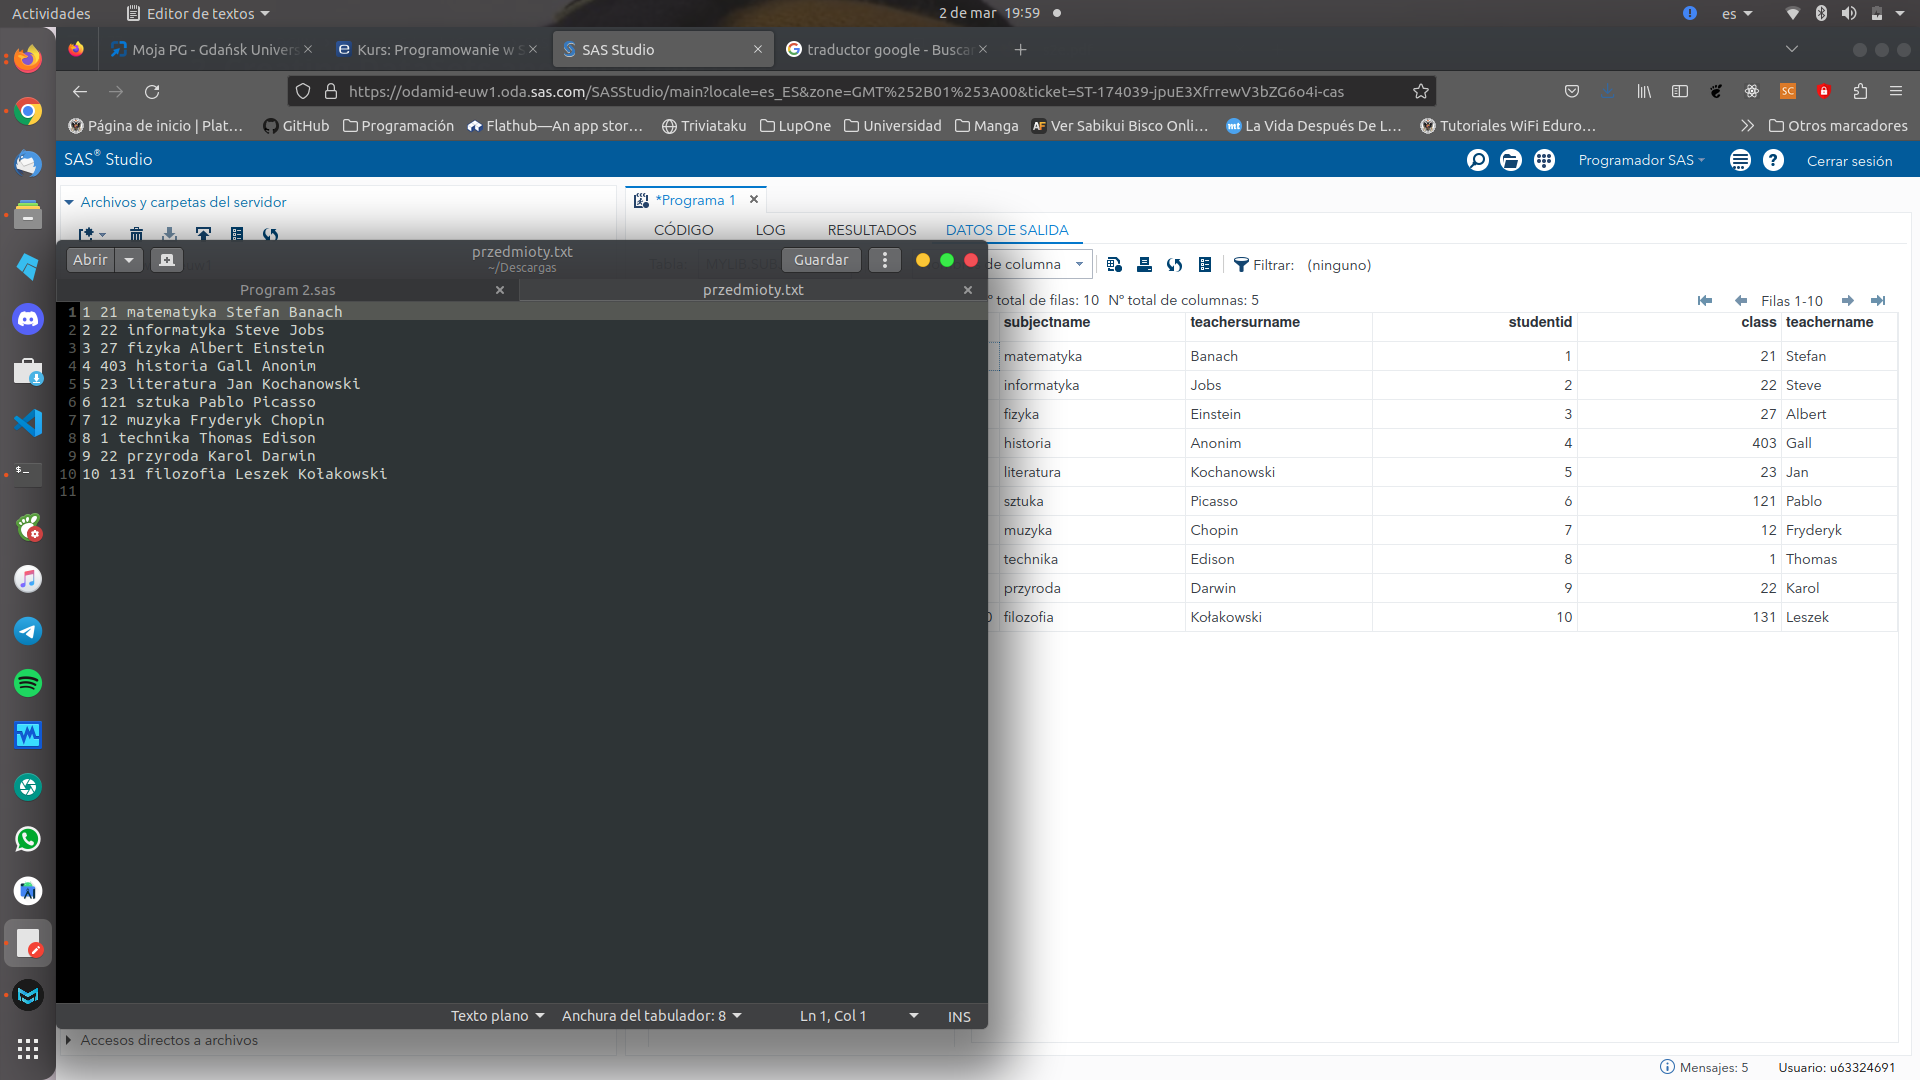 Actividades Editor de textos 2 de mar 19:59 es
Moja PG - Gdańsk Univers Kurs: Programowanie w S SAS Studio traductor google - Buscar
https://odamid-euw1.oda.sas.com/SASStudio/main?locale=es_ES&zone=GMT%252B01%253A00&ticket=ST-174039-jpuE3XfrrewV3bZG6o4i-cas
Página de inicio | Plat… GitHub Programación Flathub—An app stor… Triviataku LupOne Universidad Manga Ver Sabikui Bisco Onli… La Vida Después De L… Tutoriales WiFi Eduro… Otros marcadores
SAS® Studio Programador SAS Cerrar sesión
Archivos y carpetas del servidor *Programa 1
CÓDIGO LOG RESULTADOS DATOS DE SALIDA
Abrir przedmioty.txt Guardar
~/Descargas
de columna Filtrar: (ninguno)
Program 2.sas przedmioty.txt
total de filas: 10 Nº total de columnas: 5 Filas 1-10
1 1 21 matematyka Stefan Banach
2 2 22 informatyka Steve Jobs
3 3 27 fizyka Albert Einstein
4 4 403 historia Gall Anonim
5 5 23 literatura Jan Kochanowski
6 6 121 sztuka Pablo Picasso
7 7 12 muzyka Fryderyk Chopin
8 8 1 technika Thomas Edison
9 9 22 przyroda Karol Darwin
10 10 131 filozofia Leszek Kołakowski
11
subjectname teachersurname studentid class teachername
matematyka Banach 1 21 Stefan
informatyka Jobs 2 22 Steve
fizyka Einstein 3 27 Albert
historia Anonim 4 403 Gall
literatura Kochanowski 5 23 Jan
sztuka Picasso 6 121 Pablo
muzyka Chopin 7 12 Fryderyk
technika Edison 8 1 Thomas
przyroda Darwin 9 22 Karol
filozofia Kołakowski 10 131 Leszek
Texto plano Anchura del tabulador: 8 Ln 1, Col 1 INS
Accesos directos a archivos
Mensajes: 5 Usuario: u63324691